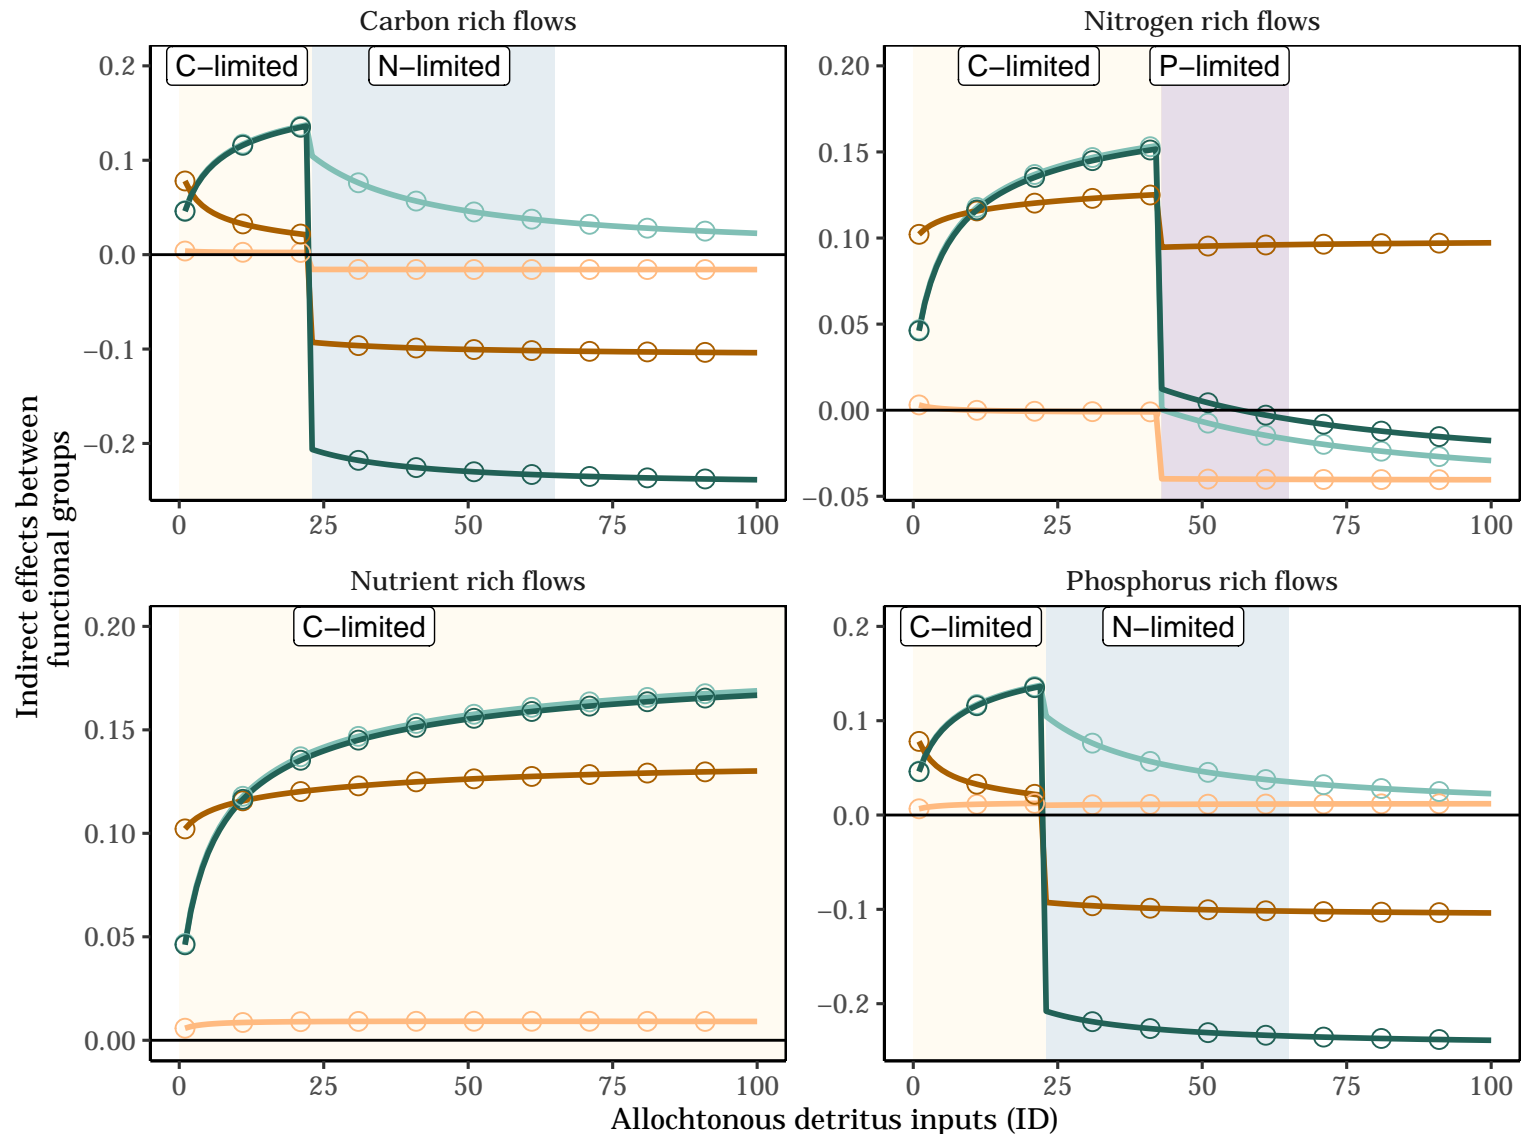 Carbon rich flows
C−limited
N−limited
0.2
0.1
0.0
−0.1
−0.2
0
25
50
75
100
Nitrogen rich flows
C−limited
P−limited
0.20
0.15
0.10
0.05
0.00
−0.05
0
25
50
75
100
Indirect effects between
functional groups
Nutrient rich flows
C−limited
0.20
0.15
0.10
0.05
0.00
0
25
50
75
100
Phosphorus rich flows
C−limited
N−limited
0.2
0.1
0.0
−0.1
−0.2
0
25
50
75
100
Allochtonous detritus inputs (ID)